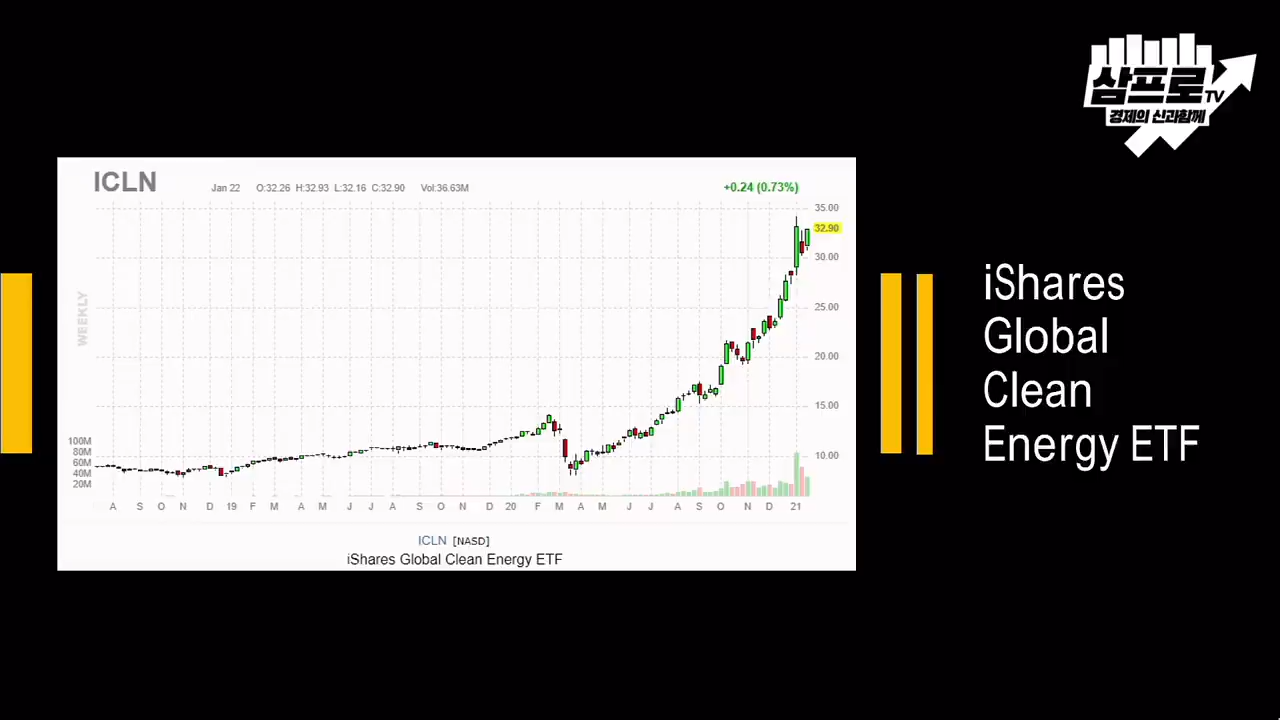 삼프로TV
경제의 신과함께
ICLN
Jan 22 O:32.26 H:32.93 L:32.16 C:32.90 Vol:36.63M
+0.24 (0.73%)
35.00
32.90
30.00
25.00
20.00
15.00
10.00
WEEKLY
100M
80M
60M
40M
20M
A S O N D 19 F M A M J J A S O N D 20 F M A M J J A S O N D 21
ICLN [NASD]
iShares Global Clean Energy ETF
iShares
Global
Clean
Energy ETF